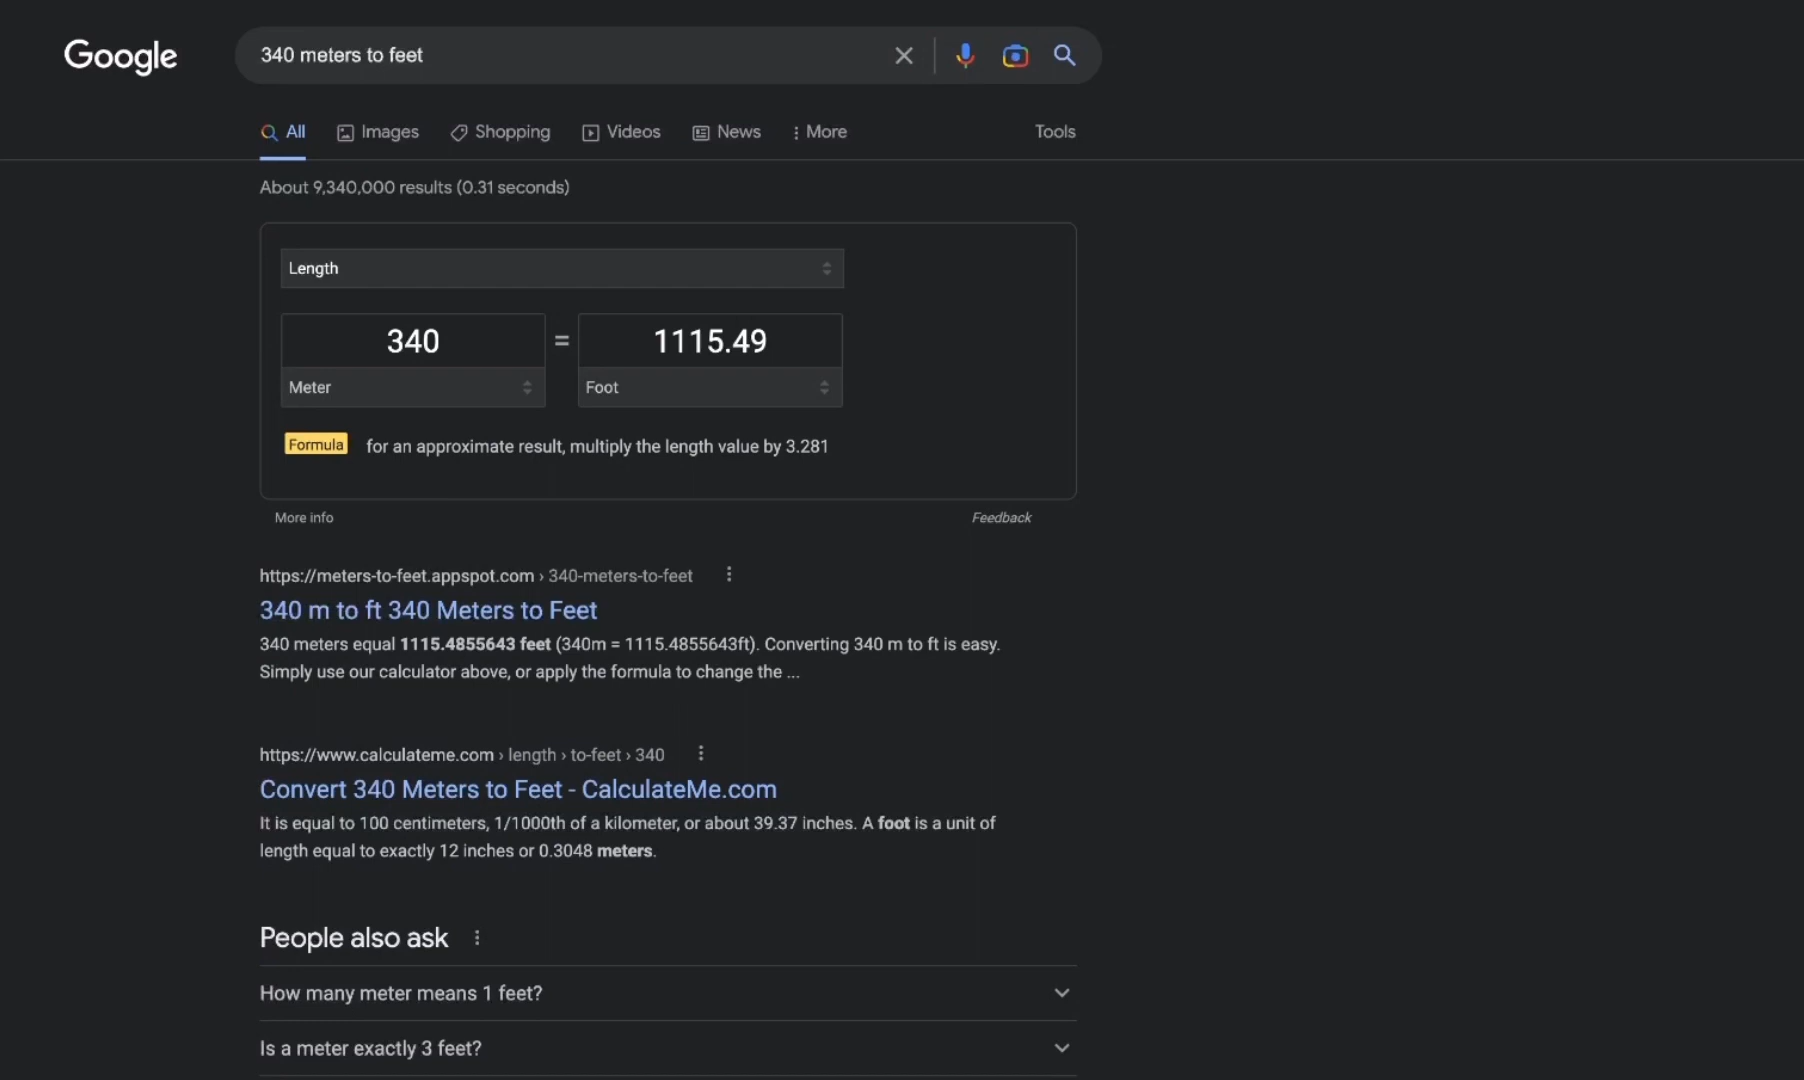 Google
340 meters to feet
All Images Shopping Videos News More Tools
About 9,340,000 results (0.31 seconds)
Length
340 = 1115.49
Meter Foot
Formula for an approximate result, multiply the length value by 3.281
More info Feedback
https://meters-to-feet.appspot.com › 340-meters-to-feet
340 m to ft 340 Meters to Feet
340 meters equal 1115.4855643 feet (340m = 1115.4855643ft). Converting 340 m to ft is easy.
Simply use our calculator above, or apply the formula to change the ...
https://www.calculateme.com › length › to-feet › 340
Convert 340 Meters to Feet - CalculateMe.com
It is equal to 100 centimeters, 1/1000th of a kilometer, or about 39.37 inches. A foot is a unit of
length equal to exactly 12 inches or 0.3048 meters.
People also ask
How many meter means 1 feet?
Is a meter exactly 3 feet?